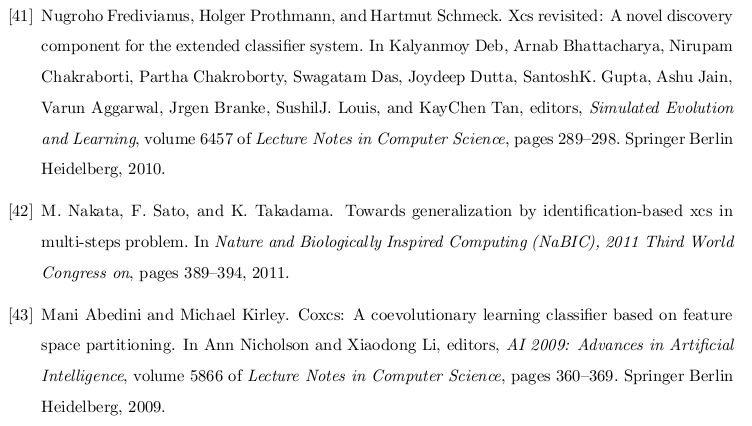 [41] Nugroho Fredivianus, Holger Prothmann, and Hartmut Schmeck. Xcs revisited: A novel discovery
component for the extended classifier system. In Kalyanmoy Deb, Arnab Bhattacharya, Nirupam
Chakraborti, Partha Chakroborty, Swagatam Das, Joydeep Dutta, SantoshK. Gupta, Ashu Jain,
Varun Aggarwal, Jrgen Branke, SushilJ. Louis, and KayChen Tan, editors, Simulated Evolution
and Learning, volume 6457 of Lecture Notes in Computer Science, pages 289–298. Springer Berlin
Heidelberg, 2010.
[42] M. Nakata, F. Sato, and K. Takadama. Towards generalization by identification-based xcs in
multi-steps problem. In Nature and Biologically Inspired Computing (NaBIC), 2011 Third World
Congress on, pages 389–394, 2011.
[43] Mani Abedini and Michael Kirley. Coxcs: A coevolutionary learning classifier based on feature
space partitioning. In Ann Nicholson and Xiaodong Li, editors, AI 2009: Advances in Artificial
Intelligence, volume 5866 of Lecture Notes in Computer Science, pages 360–369. Springer Berlin
Heidelberg, 2009.